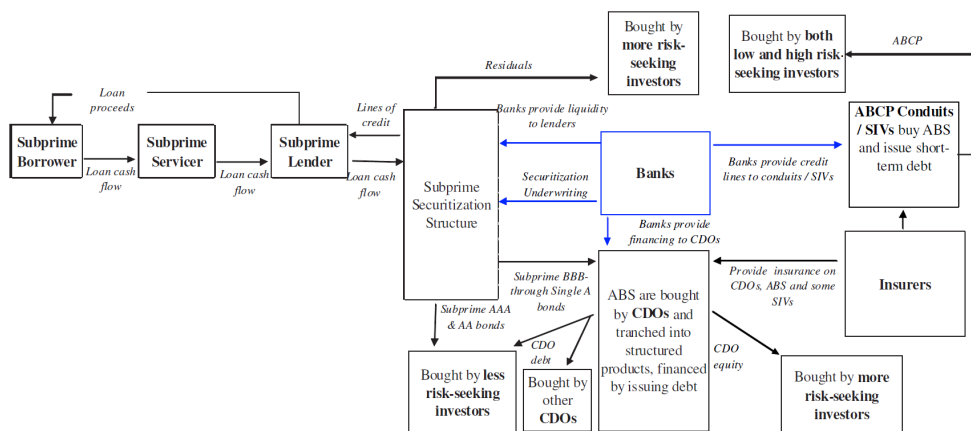 Bought by
more risk-
seeking
investors
Bought by both
low and high risk-
seeking investors
ABCP
Residuals
Loan
proceeds
Lines of
credit
Banks provide liquidity
to lenders
ABCP Conduits
/ SIVs buy ABS
and issue short-
term debt
Subprime
Borrower
Subprime
Servicer
Subprime
Lender
Loan cash
flow
Loan cash
flow
Loan cash
flow
Subprime
Securitization
Structure
Securitization
Underwriting
Banks
Banks provide credit
lines to conduits / SIVs
Banks provide
financing to CDOs
Subprime BBB-
through Single A
bonds
ABS are bought
by CDOs and
tranched into
structured
products, financed
by issuing debt
Provide insurance on
CDOs, ABS and some
SIVs
Insurers
Subprime AAA
& AA bonds
CDO
debt
CDO
equity
Bought by less
risk-seeking
investors
Bought by
other
CDOs
Bought by more
risk-seeking
investors